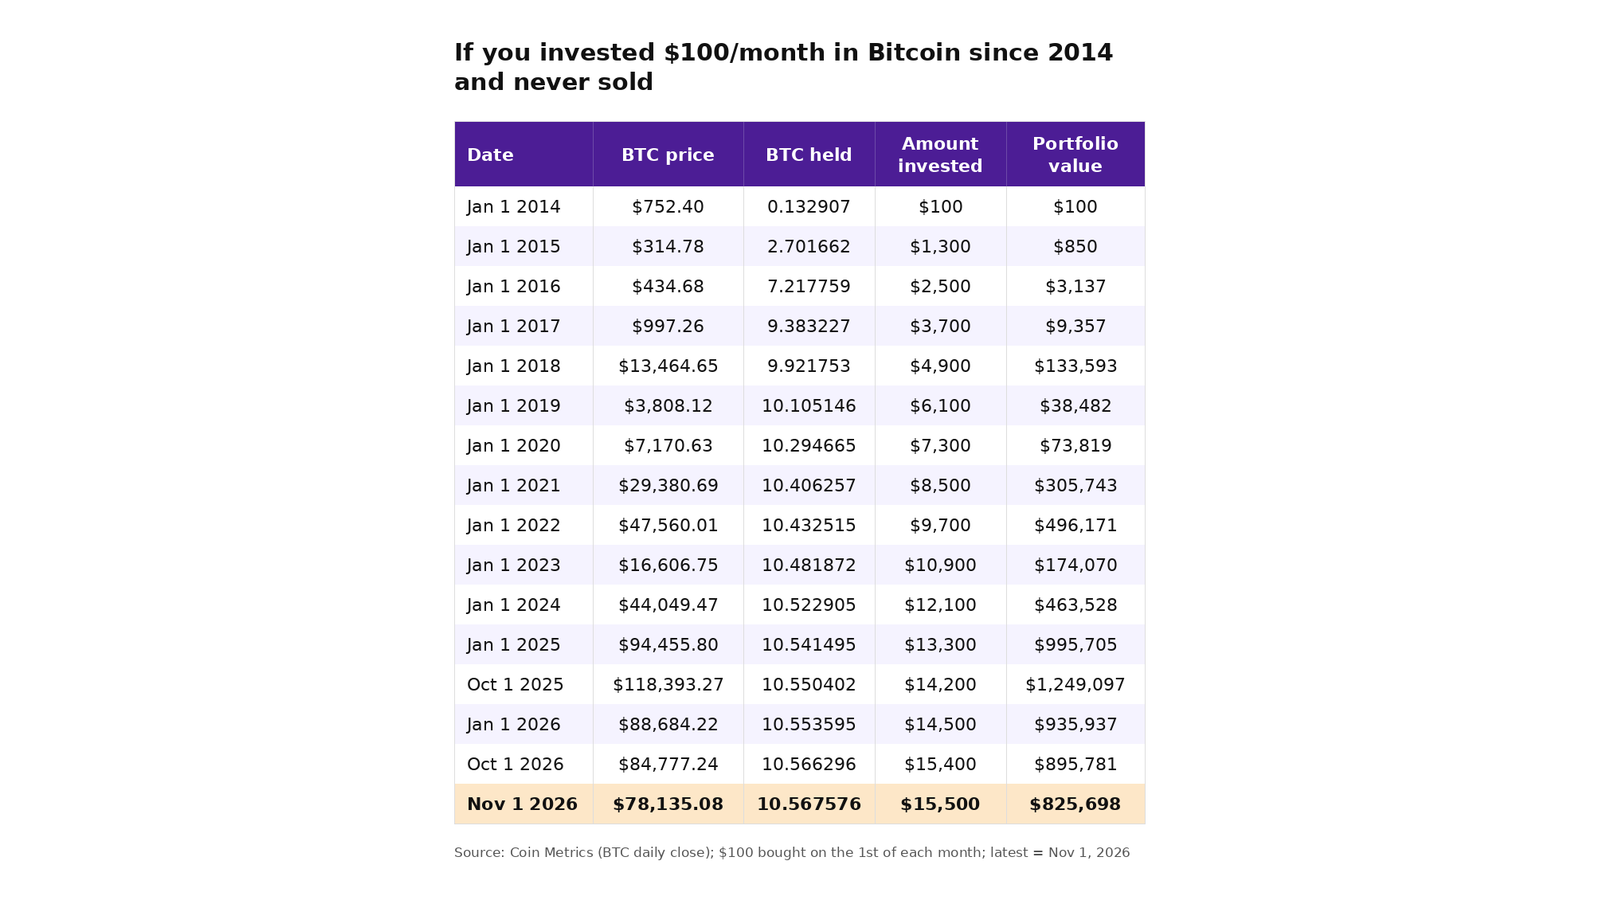 If you invested $100/month in Bitcoin since 2014
and never sold
Date BTC price BTC held Amount invested Portfolio value
Jan 1 2014 $752.40 0.132907 $100 $100
Jan 1 2015 $314.78 2.701662 $1,300 $850
Jan 1 2016 $434.68 7.217759 $2,500 $3,137
Jan 1 2017 $997.26 9.383227 $3,700 $9,357
Jan 1 2018 $13,464.65 9.921753 $4,900 $133,593
Jan 1 2019 $3,808.12 10.105146 $6,100 $38,482
Jan 1 2020 $7,170.63 10.294665 $7,300 $73,819
Jan 1 2021 $29,380.69 10.406257 $8,500 $305,743
Jan 1 2022 $47,560.01 10.432515 $9,700 $496,171
Jan 1 2023 $16,606.75 10.481872 $10,900 $174,070
Jan 1 2024 $44,049.47 10.522905 $12,100 $463,528
Jan 1 2025 $94,455.80 10.541495 $13,300 $995,705
Oct 1 2025 $118,393.27 10.550402 $14,200 $1,249,097
Jan 1 2026 $88,684.22 10.553595 $14,500 $935,937
Oct 1 2026 $84,777.24 10.566296 $15,400 $895,781
Nov 1 2026 $78,135.08 10.567576 $15,500 $825,698
Source: Coin Metrics (BTC daily close); $100 bought on the 1st of each month; latest = Nov 1, 2026